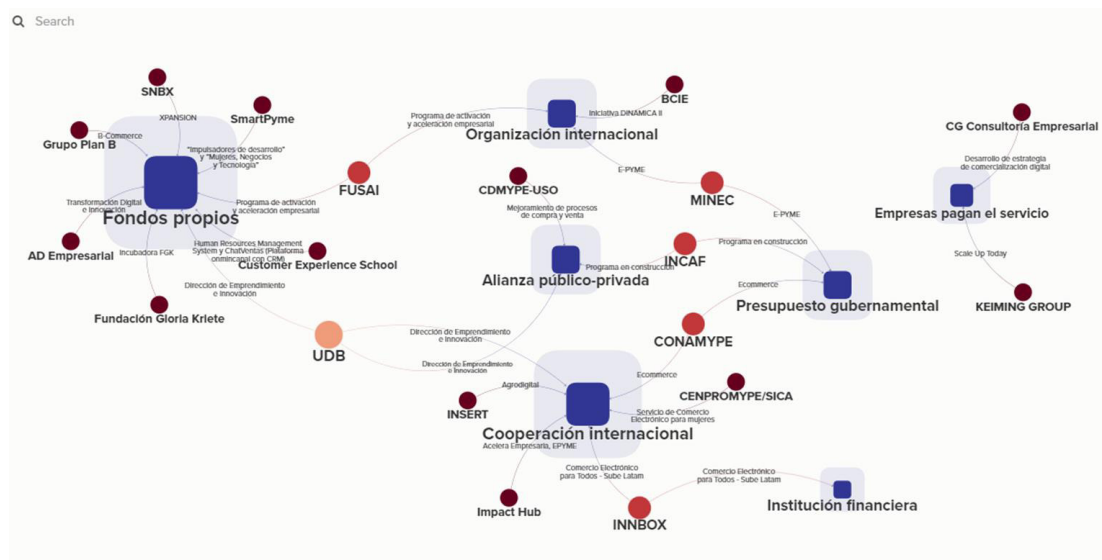 Search
SNBX
XPANSION
SmartPyme
B-Commerce
Grupo Plan B
"Impulsadores de desarrollo"
y "Mujeres, Negocios
y Tecnología"
Transformación Digital
e Innovación
Fondos propios
Programa de activación
y aceleración empresarial
FUSAI
AD Empresarial
Incubadora FGK
Human Resources Management
System y ChatVentas (Plataforma
onmincanal con CRM)
Customer Experience School
Dirección de Emprendimiento
e Innovación
Fundación Gloria Kriete
UDB
Programa de activación
y aceleración empresarial
Organización internacional
Iniciativa DINÁMICA II
BCIE
E-PYME
MINEC
E-PYME
CDMYPE-USO
Mejoramiento de procesos
de compra y venta
Alianza público-privada
Programa en construcción
INCAF
Programa en construcción
Ecommerce
Presupuesto gubernamental
CONAMYPE
Ecommerce
Dirección de Emprendimiento
e Innovación
Dirección de Emprendimiento
e Innovación
Agrodigital
INSERT
Cooperación internacional
CENPROMYPE/SICA
Servicio de Comercio
Electrónico para mujeres
Acelera Empresaria, EPYME
Impact Hub
Comercio Electrónico
para Todos - Sube Latam
INNBOX
Comercio Electrónico
para Todos - Sube Latam
Institución financiera
CG Consultoría Empresarial
Desarrollo de estrategia
de comercialización digital
Empresas pagan el servicio
Scale Up Today
KEIMING GROUP